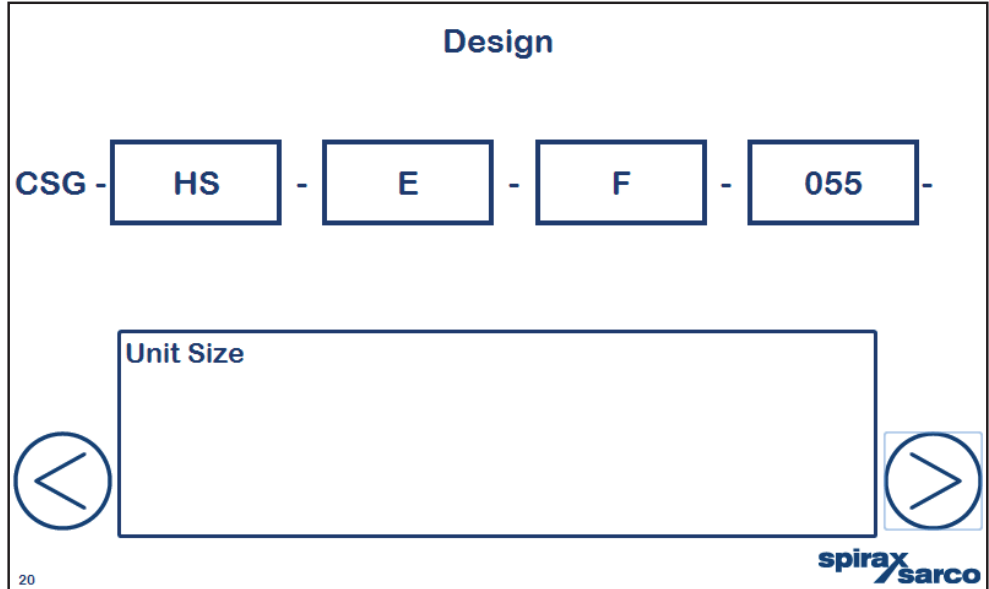 Design
CSG - HS - E - F - 055 -
Unit Size
< >
20
spirax
sarco